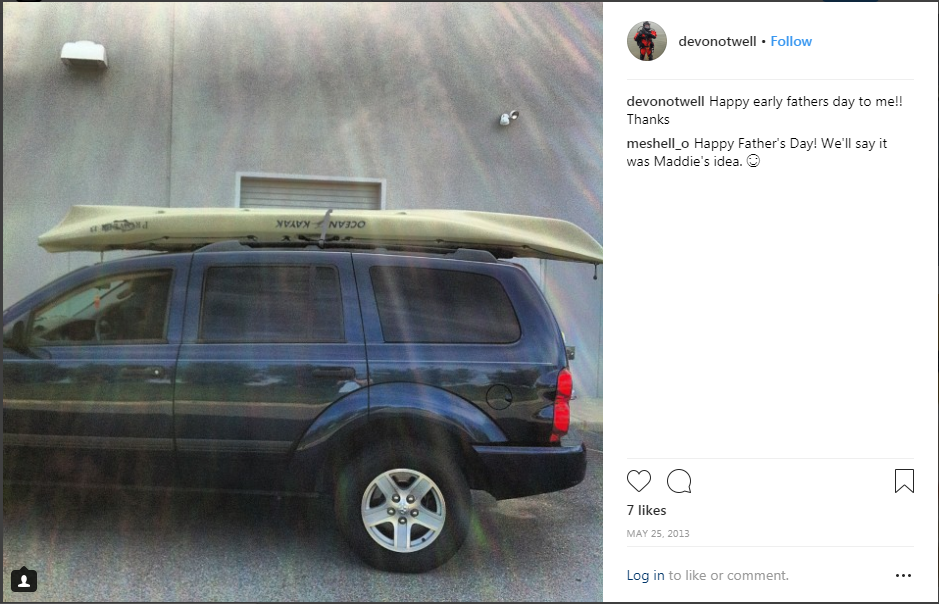 devonotwell • Follow
devonotwell Happy early fathers day to me!!
Thanks
meshell_o Happy Father's Day! We'll say it
was Maddie's idea. 😏
OCEAN KAYAK
7 likes
MAY 25, 2013
Log in to like or comment.